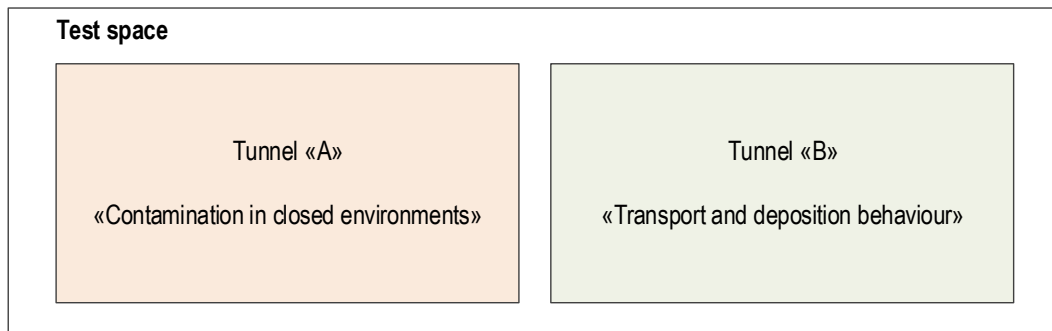 Test space
Tunnel «A»
«Contamination in closed environments»
Tunnel «B»
«Transport and deposition behaviour»